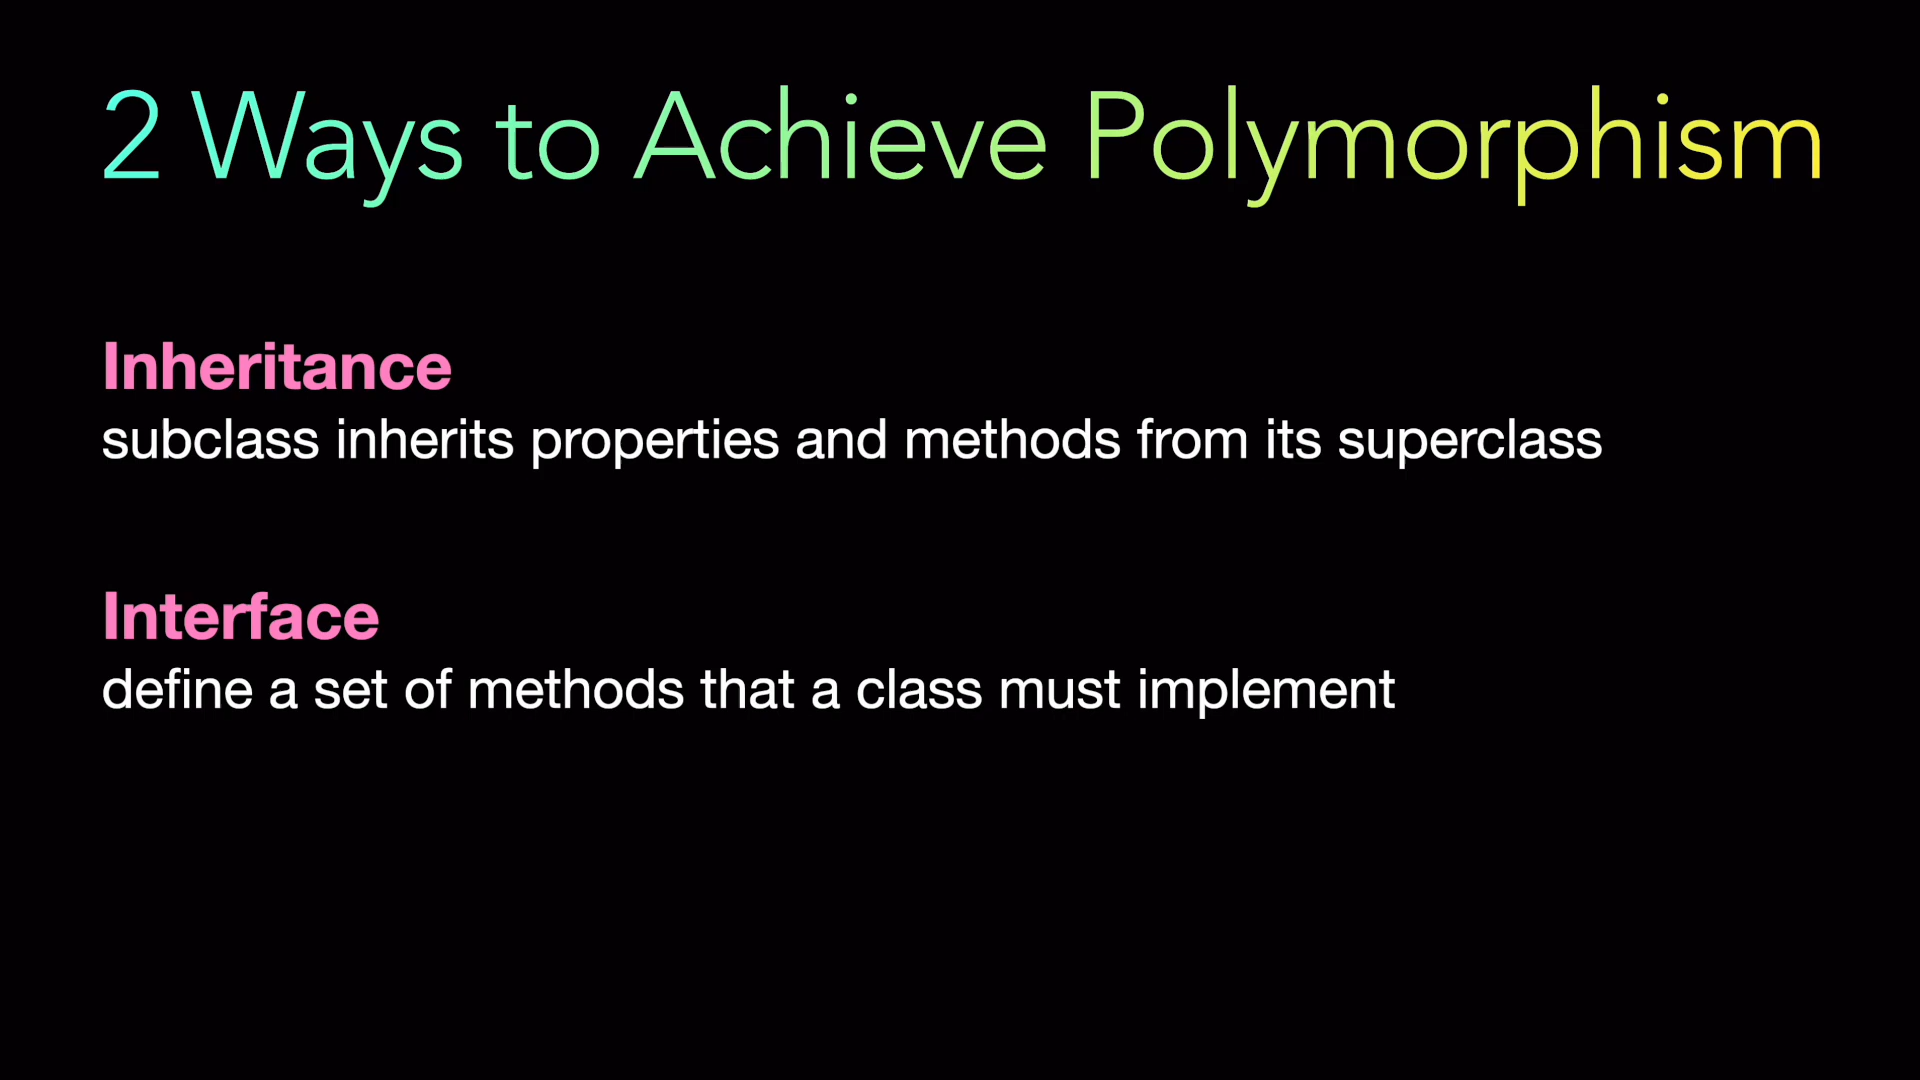 2 Ways to Achieve Polymorphism
Inheritance
subclass inherits properties and methods from its superclass
Interface
define a set of methods that a class must implement